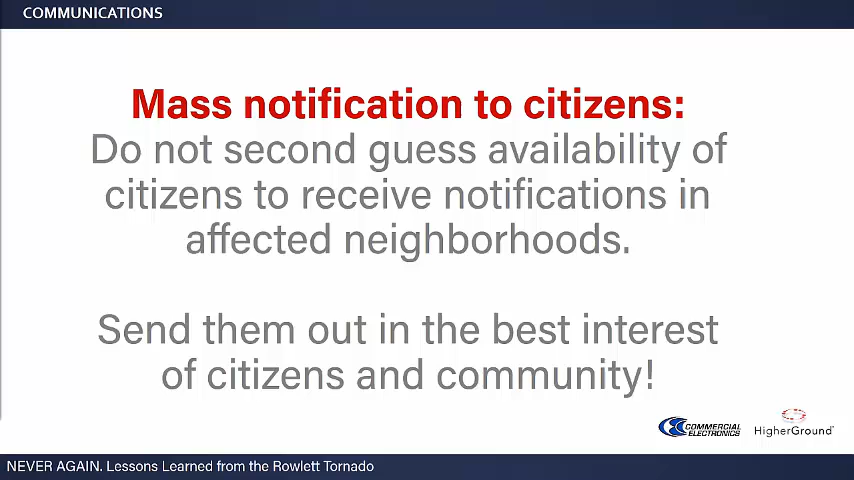 COMMUNICATIONS
Mass notification to citizens:
Do not second guess availability of
citizens to receive notifications in
affected neighborhoods.
Send them out in the best interest
of citizens and community!
COMMERCIAL
ELECTRONICS
HigherGround
NEVER AGAIN. Lessons Learned from the Rowlett Tornado